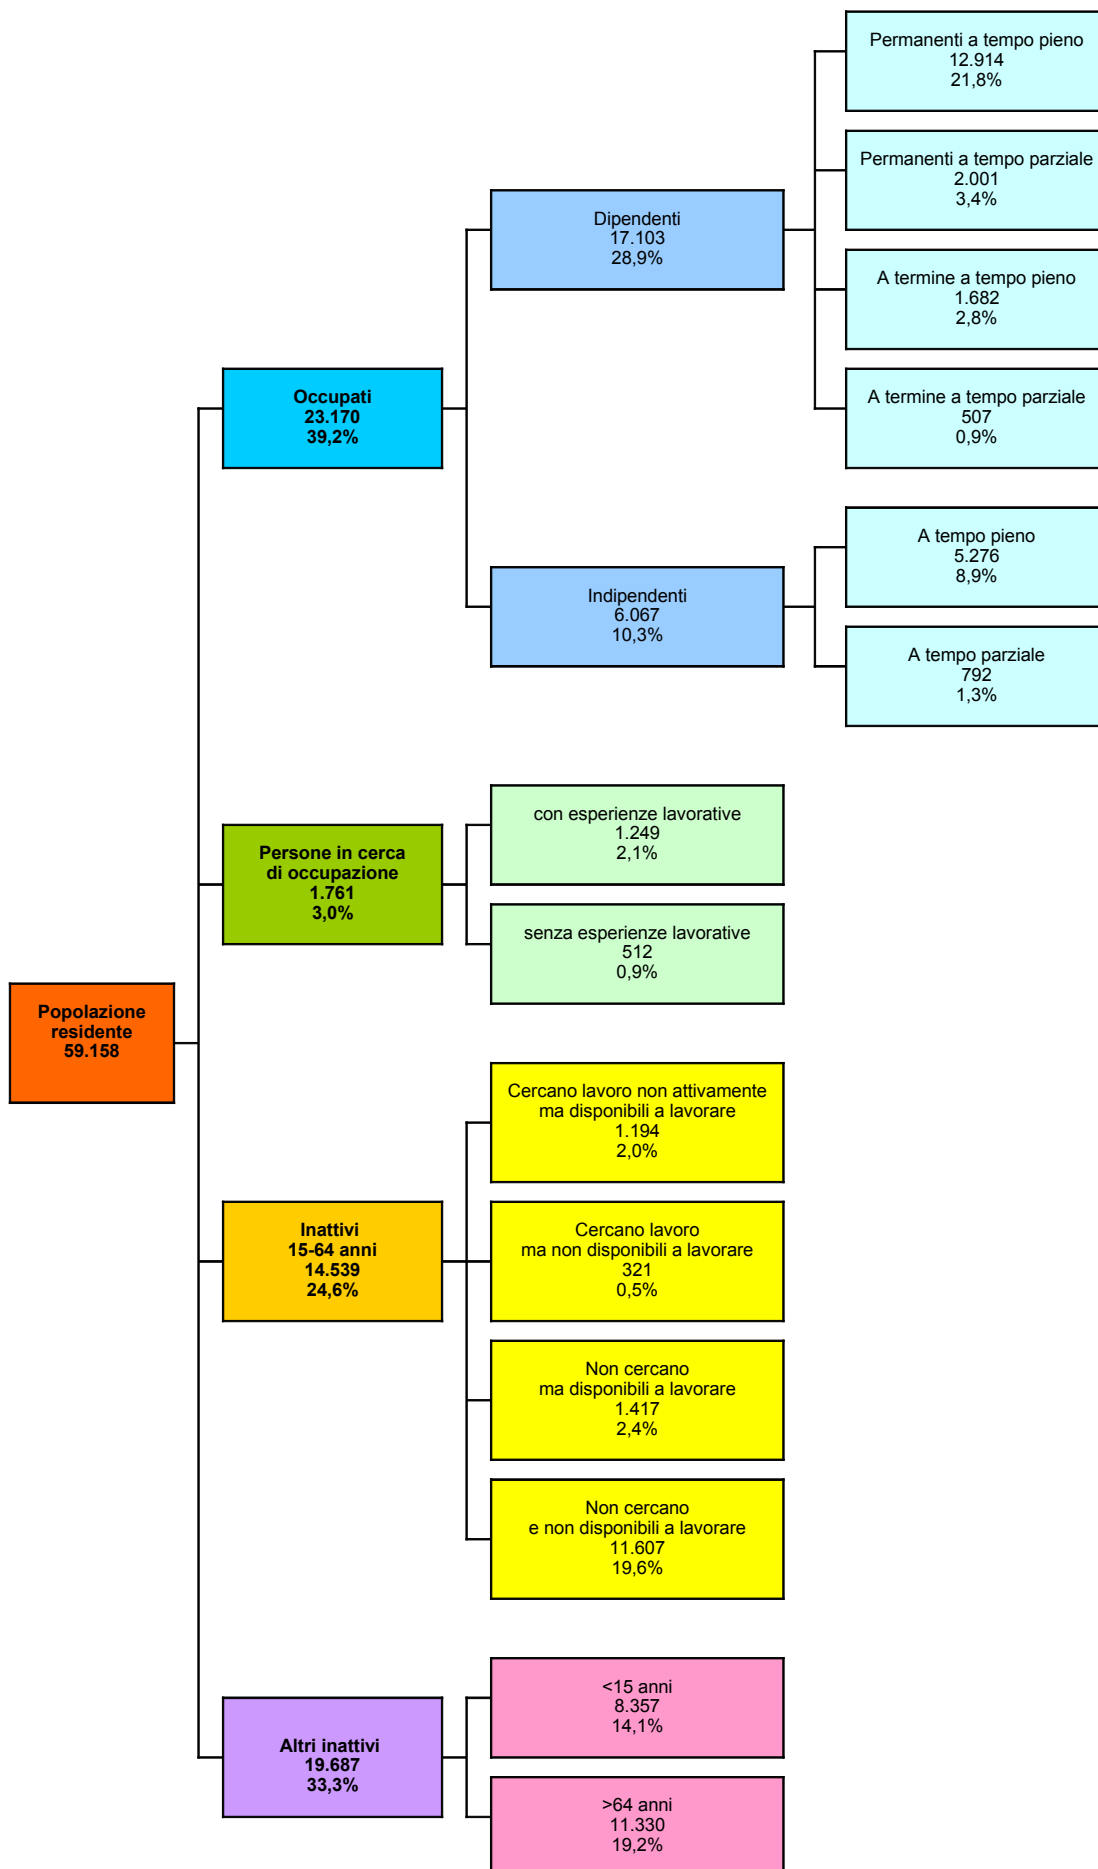 Permanenti a tempo pieno
12.914
21,8%
Permanenti a tempo parziale
2.001
3,4%
Dipendenti
17.103
28,9%
A termine a tempo pieno
1.682
2,8%
Occupati
23.170
39,2%
A termine a tempo parziale
507
0,9%
A tempo pieno
5.276
8,9%
Indipendenti
6.067
10,3%
A tempo parziale
792
1,3%
con esperienze lavorative
1.249
2,1%
Persone in cerca
di occupazione
1.761
3,0%
senza esperienze lavorative
512
0,9%
Popolazione
residente
59.158
Cercano lavoro non attivamente
ma disponibili a lavorare
1.194
2,0%
Inattivi
15-64 anni
14.539
24,6%
Cercano lavoro
ma non disponibili a lavorare
321
0,5%
Non cercano
ma disponibili a lavorare
1.417
2,4%
Non cercano
e non disponibili a lavorare
11.607
19,6%
<15 anni
8.357
14,1%
Altri inattivi
19.687
33,3%
>64 anni
11.330
19,2%